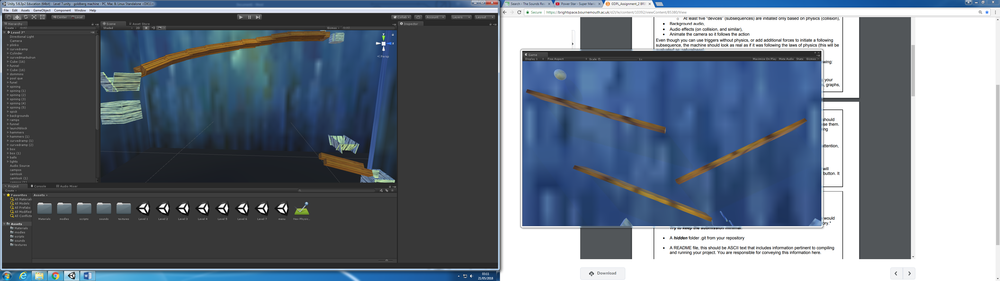 Unity 5.6.3p2 Education (64bit) - Level 7.unity - goldberg machine - PC, Mac & Linux Standalone <DX11>
File Edit Assets GameObject Component Window Help
Center Local
Collab Account Layers Layout
Hierarchy
Create All
Level 7*
Directional Light
Camera
plinko
curvedramp
Cylinder
curvedmarbulrun
Cube (16)
funnel
Cube (16)
dommins
pool que
funel
spining
spining (1)
spining (2)
spining (3)
spining (4)
spining (5)
spick
backgrounds
ramps
funnel
launchblock
hammers
hammers (1)
curvedramp (1)
curvedramp (2)
box
box (1)
balls
lights
Audio Source
campos
camlook
camlook (1)
campos (1)
Scene Asset Store
Shaded 2D Gizmos All
y
z
Persp
Inspector
Project Console Audio Mixer
Create
Favorites
All Materials
All Models
All Prefabs
All Modified
All Conflicte
Assets
Materials
modles
scripts
sounds
textures
Assets
Materials modles scripts sounds textures Level 1 Level 2 Level 3 Level 4 Level 5 Level 6 Level 7 menu New Physic...
03:11
21/05/2018
Search - The Sounds Res Power Star - Super Mario GDPL_Assignment_2 BRIE
Secure https://brightspace.bournemouth.ac.uk/d2l/le/content/10392/viewContent/85380/View
o At least five "devices" (subsequences) are initiated only based on physics (collision),
• Background audio,
• Audio effects (on collision, and similar),
• Animate the camera so it follows the action
Even though you can use triggers without physics, or add additional forces to initiate a following
subsequence, the machine should look as real as if it was following the laws of physics (this will be
Game
Display 1 Free Aspect Scale 1x Maximize On Play Mute Audio Stats Gizmos
wing:
your
s, graphs,
should
se them.
ng
attention,
will
button. It
would
ory.*
Try to keep the submission minimal.
• A hidden folder .git from your repository
• A README file, this should be ASCII text that includes information pertinent to compiling
and running your project. You are responsible for conveying this information here.
Download